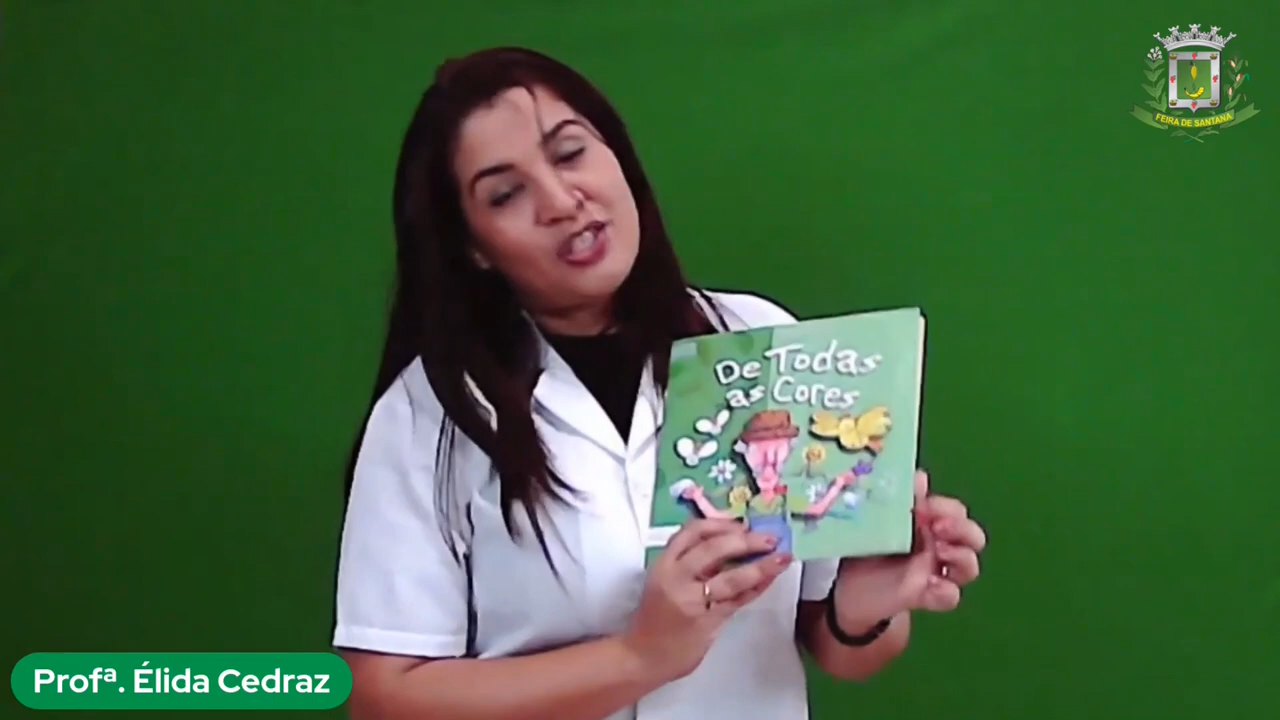 FEIRA DE SANTANA
De Todas
as Cores
Profª. Élida Cedraz